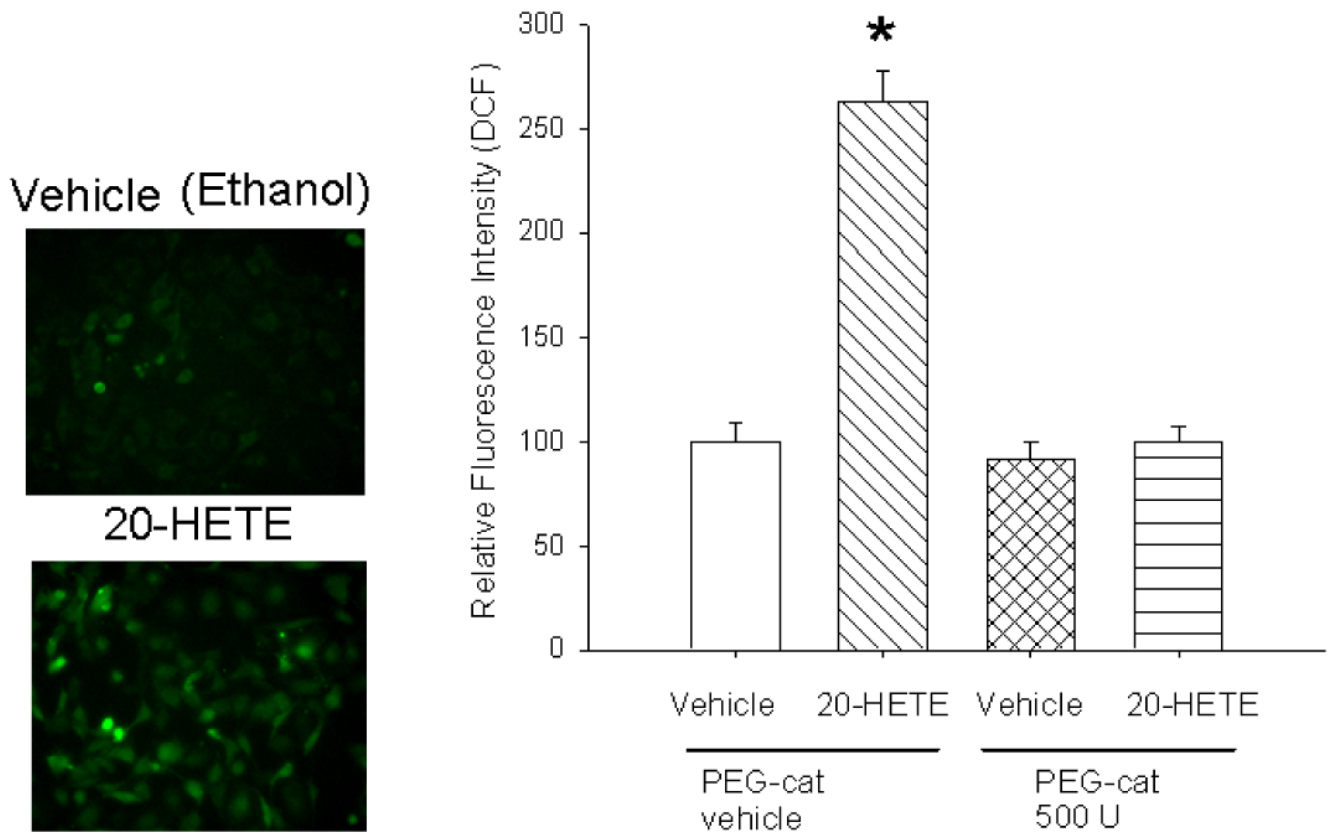 Vehicle (Ethanol)
20-HETE
Relative Fluorescence Intensity (DCF)
300
250
200
150
100
50
0
*
Vehicle 20-HETE Vehicle 20-HETE
PEG-cat
vehicle
PEG-cat
500 U